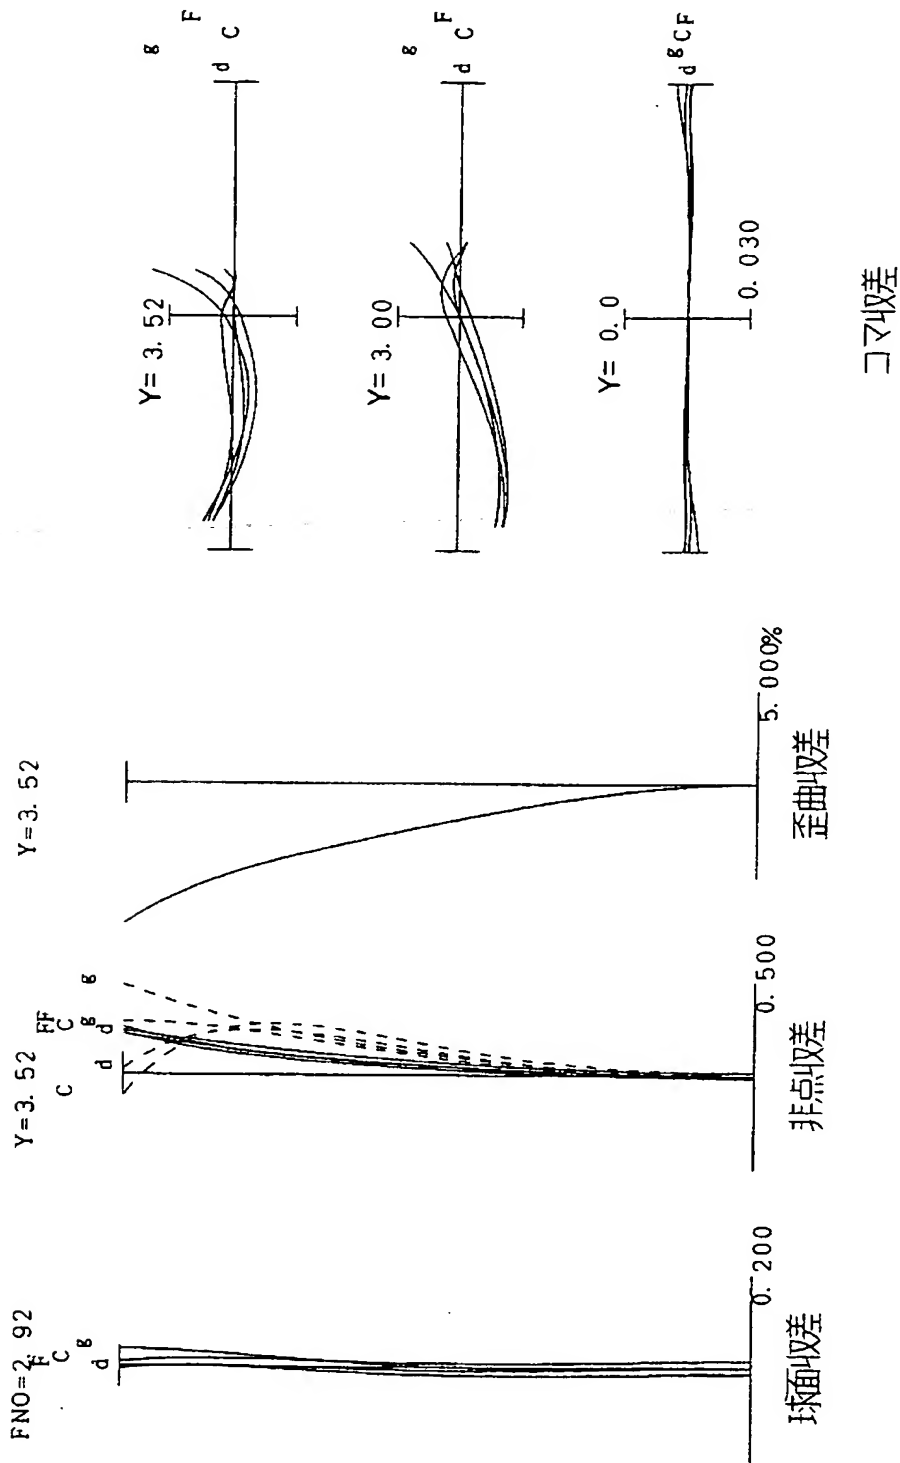 FNO=2. 92
F
C
g
d
0. 200
球面収差
Y=3. 52
FF
C
g
g
d
d
C
0. 500
非点収差
Y=3. 52
5. 000%
歪曲収差
Y= 3. 52
g
F
d C
Y= 3. 00
g
F
d C
Y= 0. 0
d g C F
0. 030
コマ収差